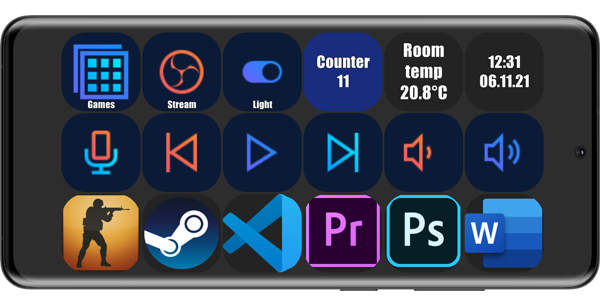 Games
Stream
Light
Counter
11
Room
temp
20.8°C
12:31
06.11.21
Pr
Ps
W